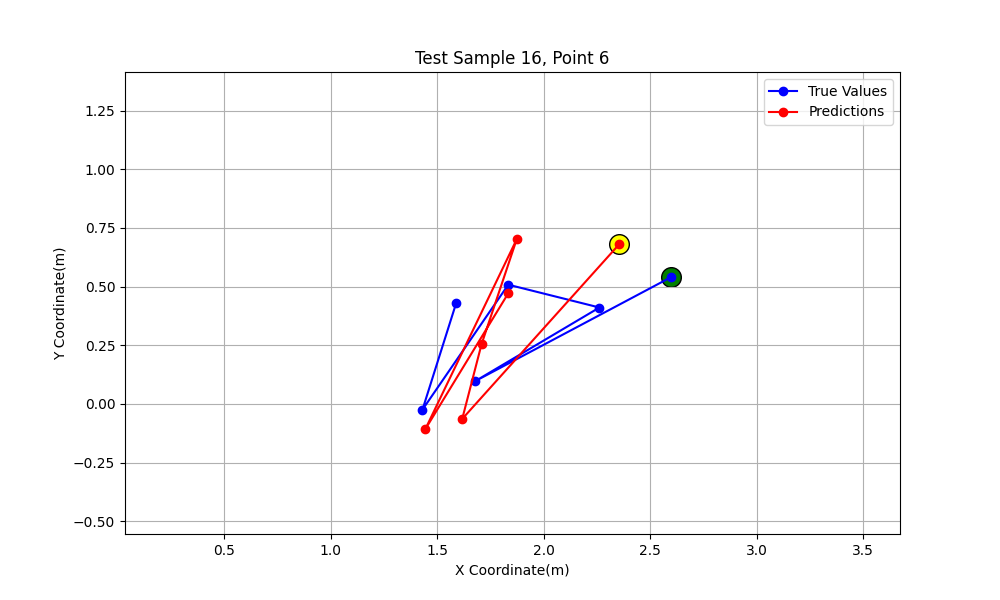 Test Sample 16, Point 6
True Values
Predictions
1.25
1.00
0.75
0.50
0.25
0.00
−0.25
−0.50
Y Coordinate(m)
0.5 1.0 1.5 2.0 2.5 3.0 3.5
X Coordinate(m)